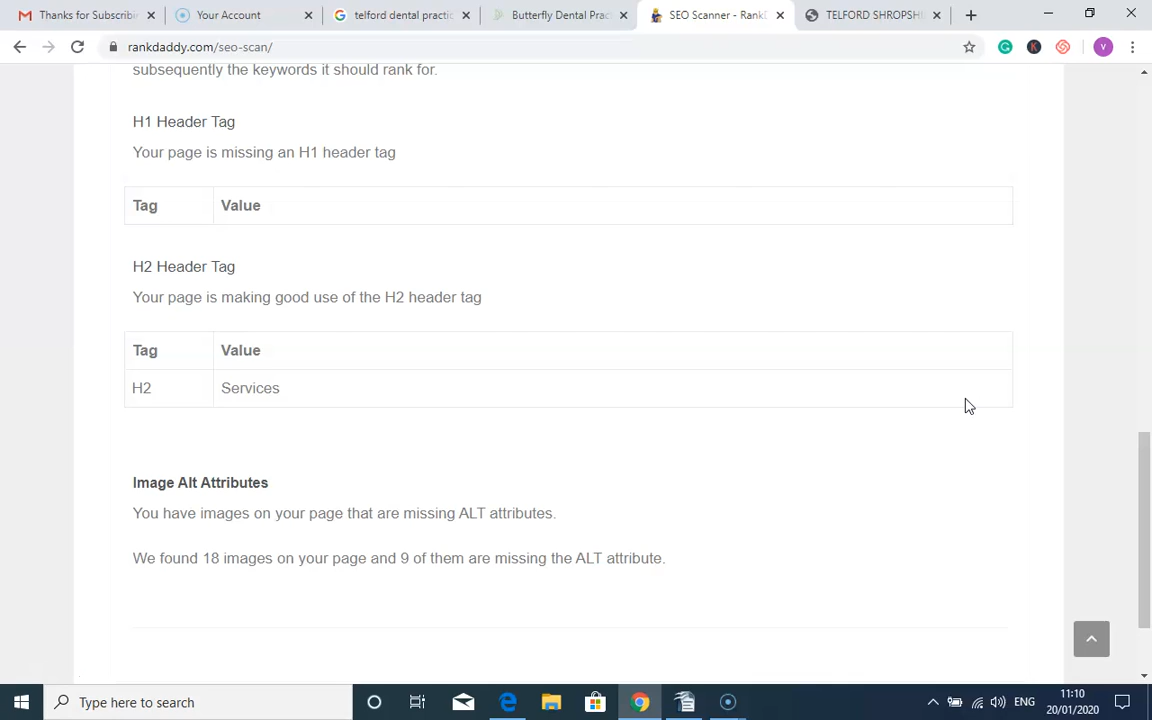 Thanks for Subscribi
Your Account
telford dental practic
Butterfly Dental Prac
SEO Scanner - Rank
TELFORD SHROPSH
rankdaddy.com/seo-scan/
subsequently the keywords it should rank for.
H1 Header Tag
Your page is missing an H1 header tag
Tag Value
H2 Header Tag
Your page is making good use of the H2 header tag
Tag Value
H2 Services
Image Alt Attributes
You have images on your page that are missing ALT attributes.
We found 18 images on your page and 9 of them are missing the ALT attribute.
Type here to search
ENG
11:10
20/01/2020